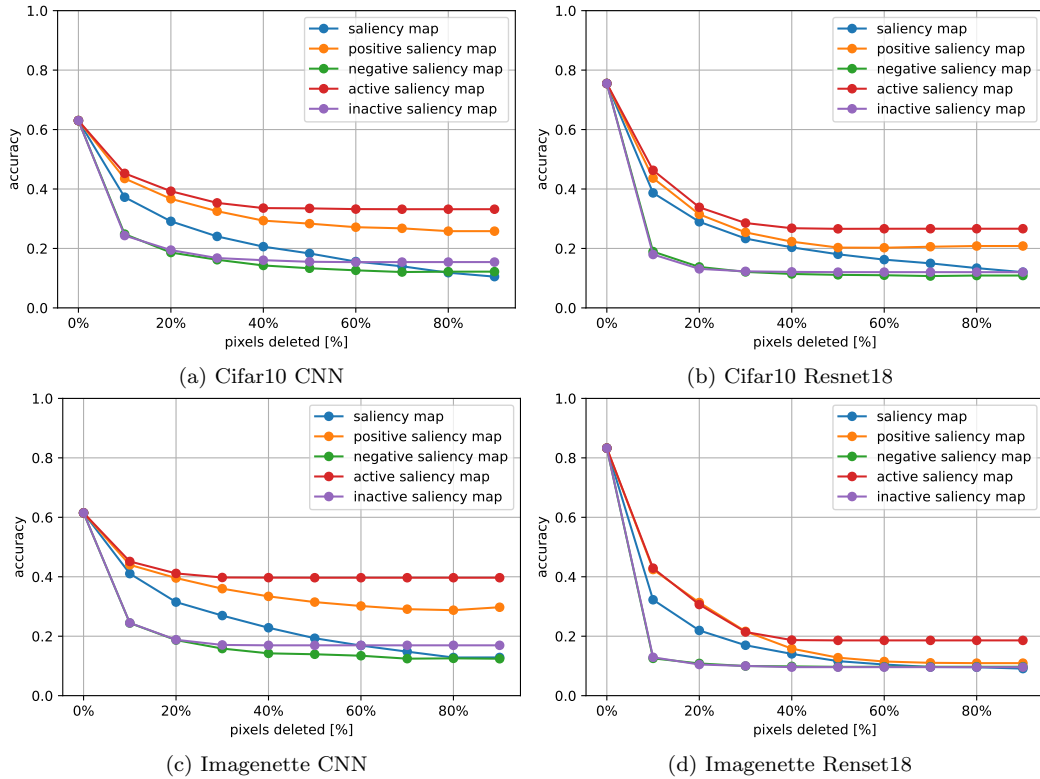 1.0
0.8
0.6
0.4
0.2
0.0
accuracy
saliency map
positive saliency map
negative saliency map
active saliency map
inactive saliency map
0% 20% 40% 60% 80%
pixels deleted [%]
(a) Cifar10 CNN
1.0
0.8
0.6
0.4
0.2
0.0
accuracy
saliency map
positive saliency map
negative saliency map
active saliency map
inactive saliency map
0% 20% 40% 60% 80%
pixels deleted [%]
(b) Cifar10 Resnet18
1.0
0.8
0.6
0.4
0.2
0.0
accuracy
saliency map
positive saliency map
negative saliency map
active saliency map
inactive saliency map
0% 20% 40% 60% 80%
pixels deleted [%]
(c) Imagenette CNN
1.0
0.8
0.6
0.4
0.2
0.0
accuracy
saliency map
positive saliency map
negative saliency map
active saliency map
inactive saliency map
0% 20% 40% 60% 80%
pixels deleted [%]
(d) Imagenette Renset18